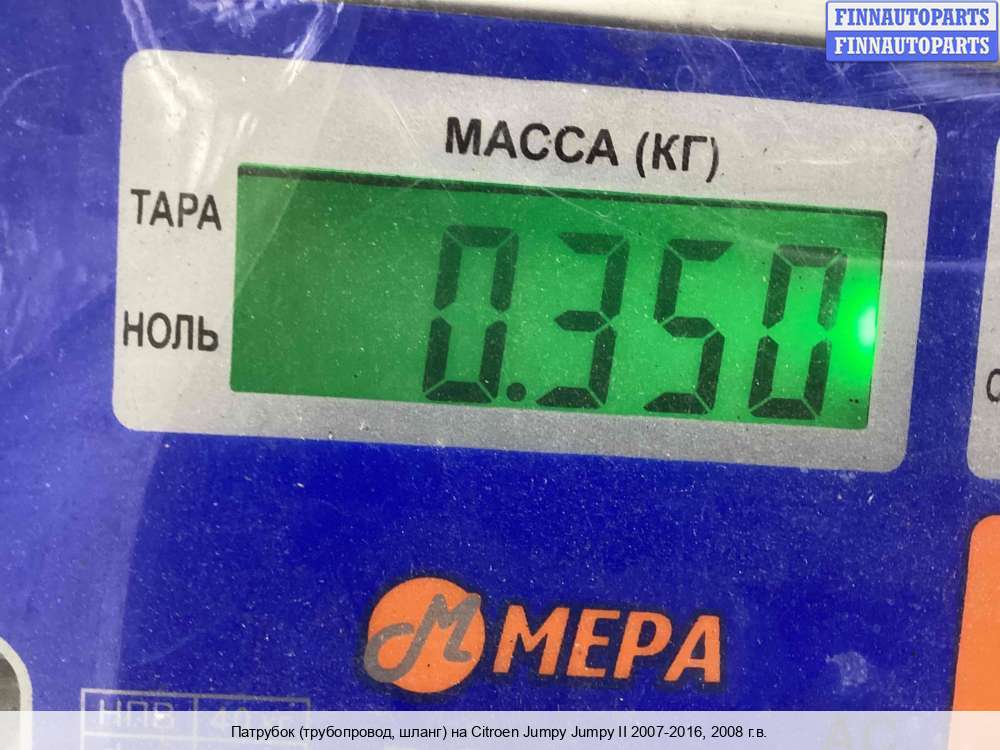 FINNAUTOPARTS
FINNAUTOPARTS
МАССА (КГ)
ТАРА
0.350
НОЛЬ
М МЕРА
НПВ
Патрубок (трубопровод, шланг) на Citroen Jumpy Jumpy II 2007-2016, 2008 г.в.